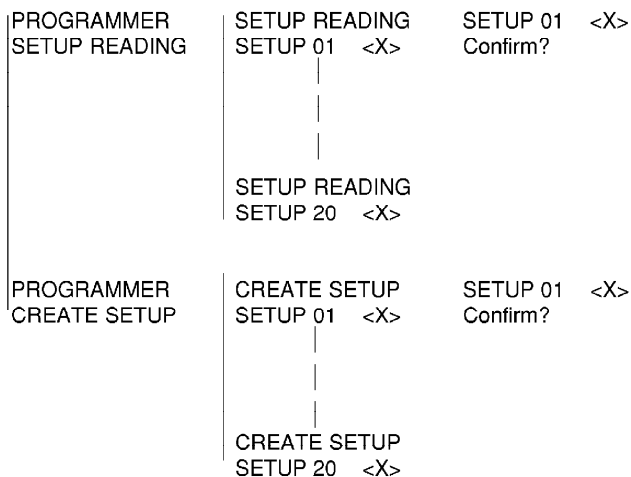 PROGRAMMER SETUP READING SETUP 01 <X>
SETUP READING SETUP 01 <X> Confirm?
SETUP READING
SETUP 20 <X>
PROGRAMMER CREATE SETUP SETUP 01 <X>
CREATE SETUP SETUP 01 <X> Confirm?
CREATE SETUP
SETUP 20 <X>